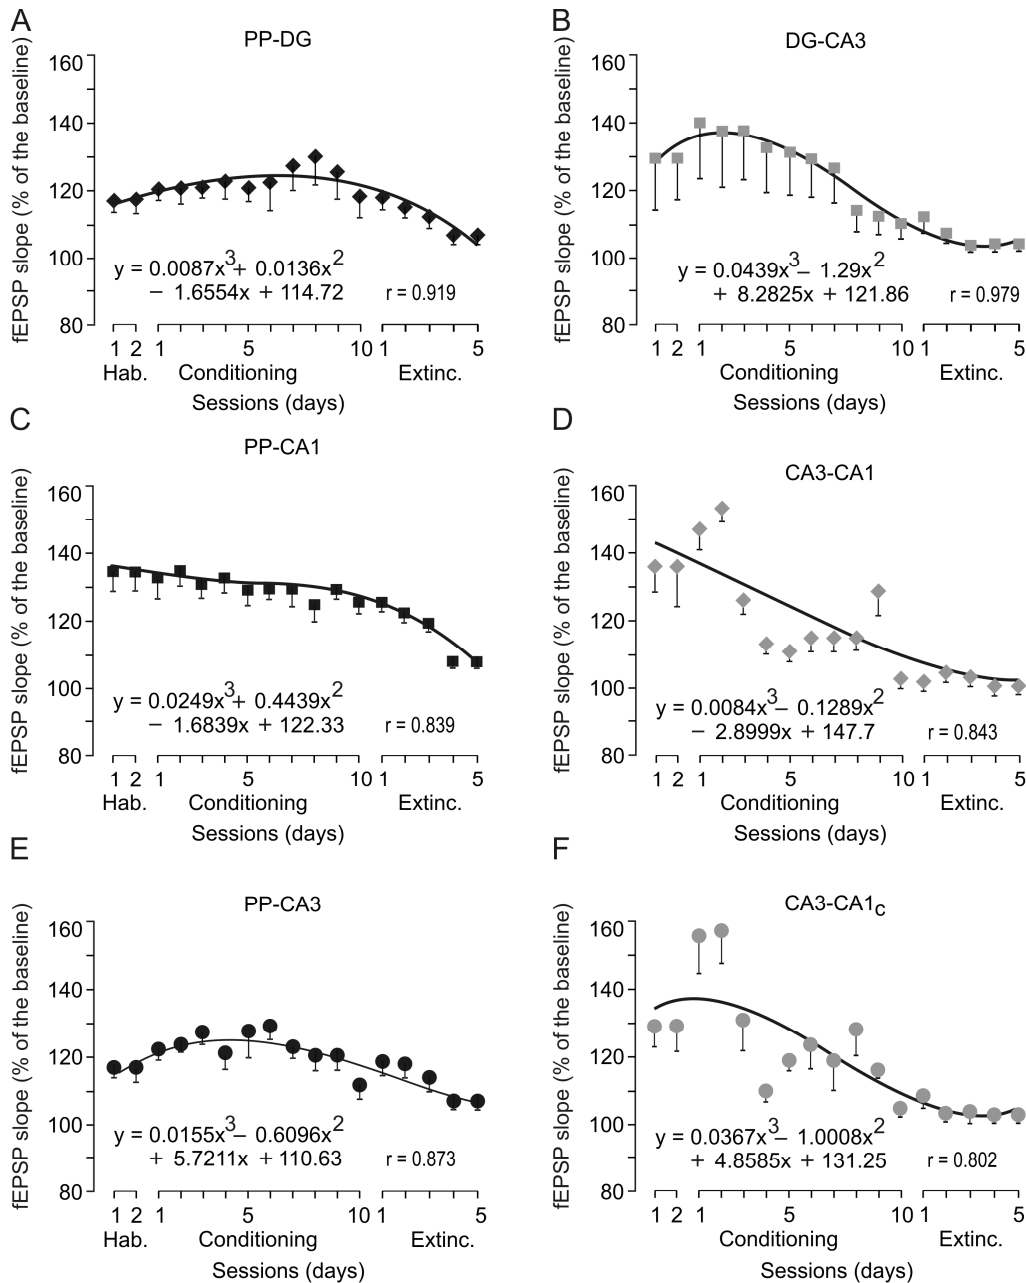 A
PP-DG
fEPSP slope (% of the baseline)
160
140
120
100
80
y = 0.0087x3+ 0.0136x2
− 1.6554x + 114.72
r = 0.919
1 2 1 5 10 1 5
Hab. Conditioning Extinc.
Sessions (days)
B
DG-CA3
fEPSP slope (% of the baseline)
160
140
120
100
80
y = 0.0439x3− 1.29x2
+ 8.2825x + 121.86
r = 0.979
1 2 1 5 10 1 5
Conditioning Extinc.
Sessions (days)
C
PP-CA1
fEPSP slope (% of the baseline)
160
140
120
100
80
y = 0.0249x3+ 0.4439x2
− 1.6839x + 122.33
r = 0.839
1 2 1 5 10 1 5
Hab. Conditioning Extinc.
Sessions (days)
D
CA3-CA1
fEPSP slope (% of the baseline)
160
140
120
100
80
y = 0.0084x3− 0.1289x2
− 2.8999x + 147.7
r = 0.843
1 2 1 5 10 1 5
Conditioning Extinc.
Sessions (days)
E
PP-CA3
fEPSP slope (% of the baseline)
160
140
120
100
80
y = 0.0155x3− 0.6096x2
+ 5.7211x + 110.63
r = 0.873
1 2 1 5 10 1 5
Hab. Conditioning Extinc.
Sessions (days)
F
CA3-CA1C
fEPSP slope (% of the baseline)
160
140
120
100
80
y = 0.0367x3− 1.0008x2
+ 4.8585x + 131.25
r = 0.802
1 2 1 5 10 1 5
Conditioning Extinc.
Sessions (days)